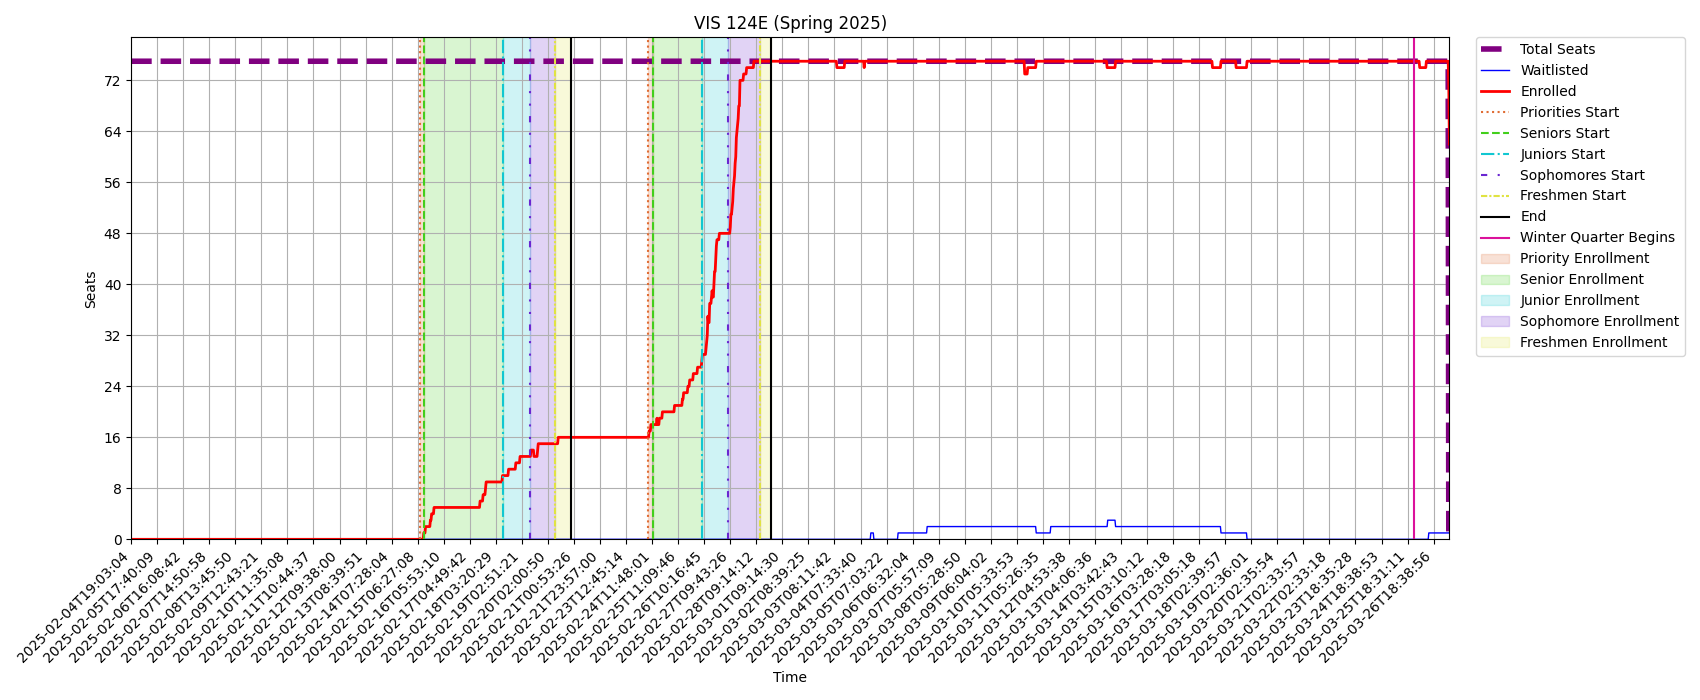 VIS 124E (Spring 2025)
Seats
72
64
56
48
40
32
24
16
8
0
2025-02-04T19:03:04
2025-02-05T17:40:09
2025-02-06T16:08:42
2025-02-07T14:50:58
2025-02-08T13:45:50
2025-02-09T12:43:21
2025-02-10T11:35:08
2025-02-11T10:44:37
2025-02-12T09:38:00
2025-02-13T08:39:51
2025-02-14T07:28:04
2025-02-15T06:27:08
2025-02-16T05:53:10
2025-02-17T04:49:42
2025-02-18T03:20:29
2025-02-19T02:51:21
2025-02-20T02:00:50
2025-02-21T00:53:26
2025-02-21T23:57:00
2025-02-23T12:45:14
2025-02-24T11:48:01
2025-02-25T11:09:46
2025-02-26T10:16:45
2025-02-27T09:43:26
2025-02-28T09:14:12
2025-03-01T09:14:30
2025-03-02T08:39:25
2025-03-03T08:11:42
2025-03-04T07:33:40
2025-03-05T07:03:22
2025-03-06T06:32:04
2025-03-07T05:57:09
2025-03-08T05:28:50
2025-03-09T06:04:02
2025-03-10T05:33:53
2025-03-11T05:26:35
2025-03-12T04:53:38
2025-03-13T04:06:36
2025-03-14T03:42:43
2025-03-15T03:10:12
2025-03-16T03:28:18
2025-03-17T03:05:18
2025-03-18T02:39:57
2025-03-19T02:36:01
2025-03-20T02:35:54
2025-03-21T02:33:57
2025-03-22T02:33:18
2025-03-23T18:35:28
2025-03-24T18:38:53
2025-03-25T18:31:11
2025-03-26T18:38:56
Time
Total Seats
Waitlisted
Enrolled
Priorities Start
Seniors Start
Juniors Start
Sophomores Start
Freshmen Start
End
Winter Quarter Begins
Priority Enrollment
Senior Enrollment
Junior Enrollment
Sophomore Enrollment
Freshmen Enrollment